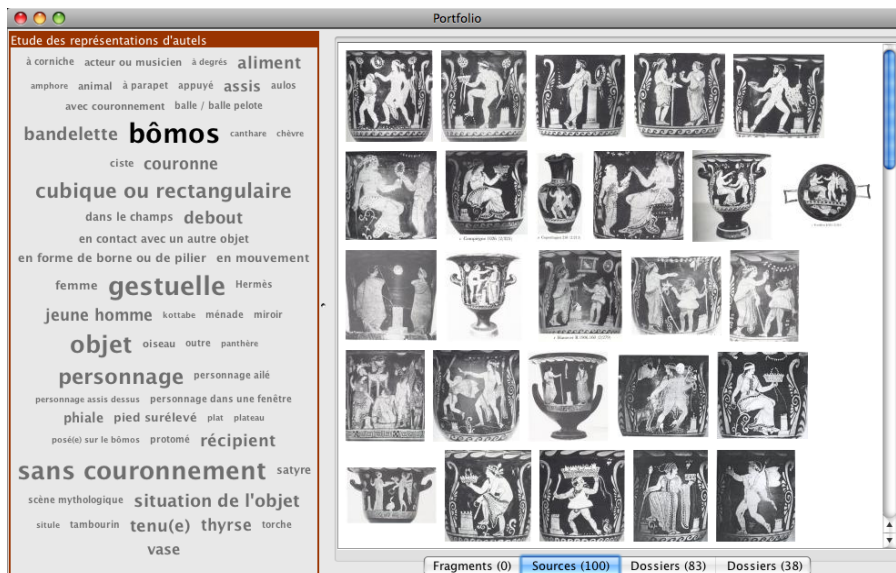 Portfolio
Etude des représentations d'autels
à corniche acteur ou musicien à degrés aliment
amphore animal à parapet appuyé assis aulos
avec couronnement balle / balle pelote
bandelette bômos canthare chèvre
ciste couronne
cubique ou rectangulaire
dans le champs debout
en contact avec un autre objet
en forme de borne ou de pilier en mouvement
femme gestuelle Hermès
jeune homme kottabe ménade miroir
objet oiseau outre panthère
personnage personnage ailé
personnage assis dessus personnage dans une fenêtre
phiale pied surélevé plat plateau
posé(e) sur le bômos protomé récipient
sans couronnement satyre
scène mythologique situation de l'objet
situle tambourin tenu(e) thyrse torche
vase
Fragments (0) Sources (100) Dossiers (83) Dossiers (38)